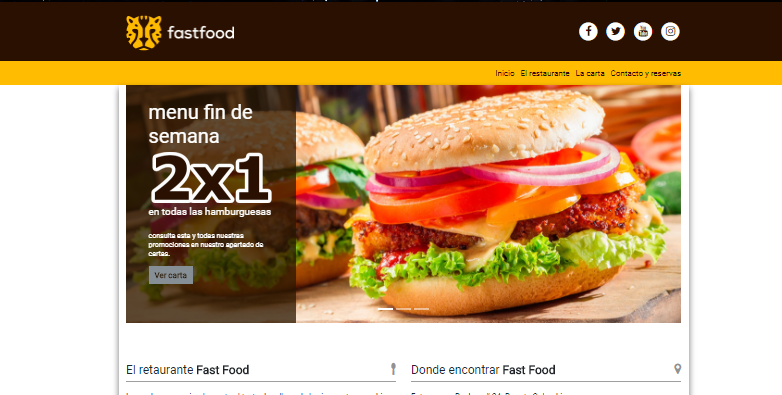 fastfood
Inicio El restaurante La carta Contacto y reservas
menu fin de
semana
2x1
en todas las hamburguesas
consulta esta y todas nuestras
promociones en nuestro apartado de
cartas.
Ver carta
El retaurante Fast Food
Donde encontrar Fast Food